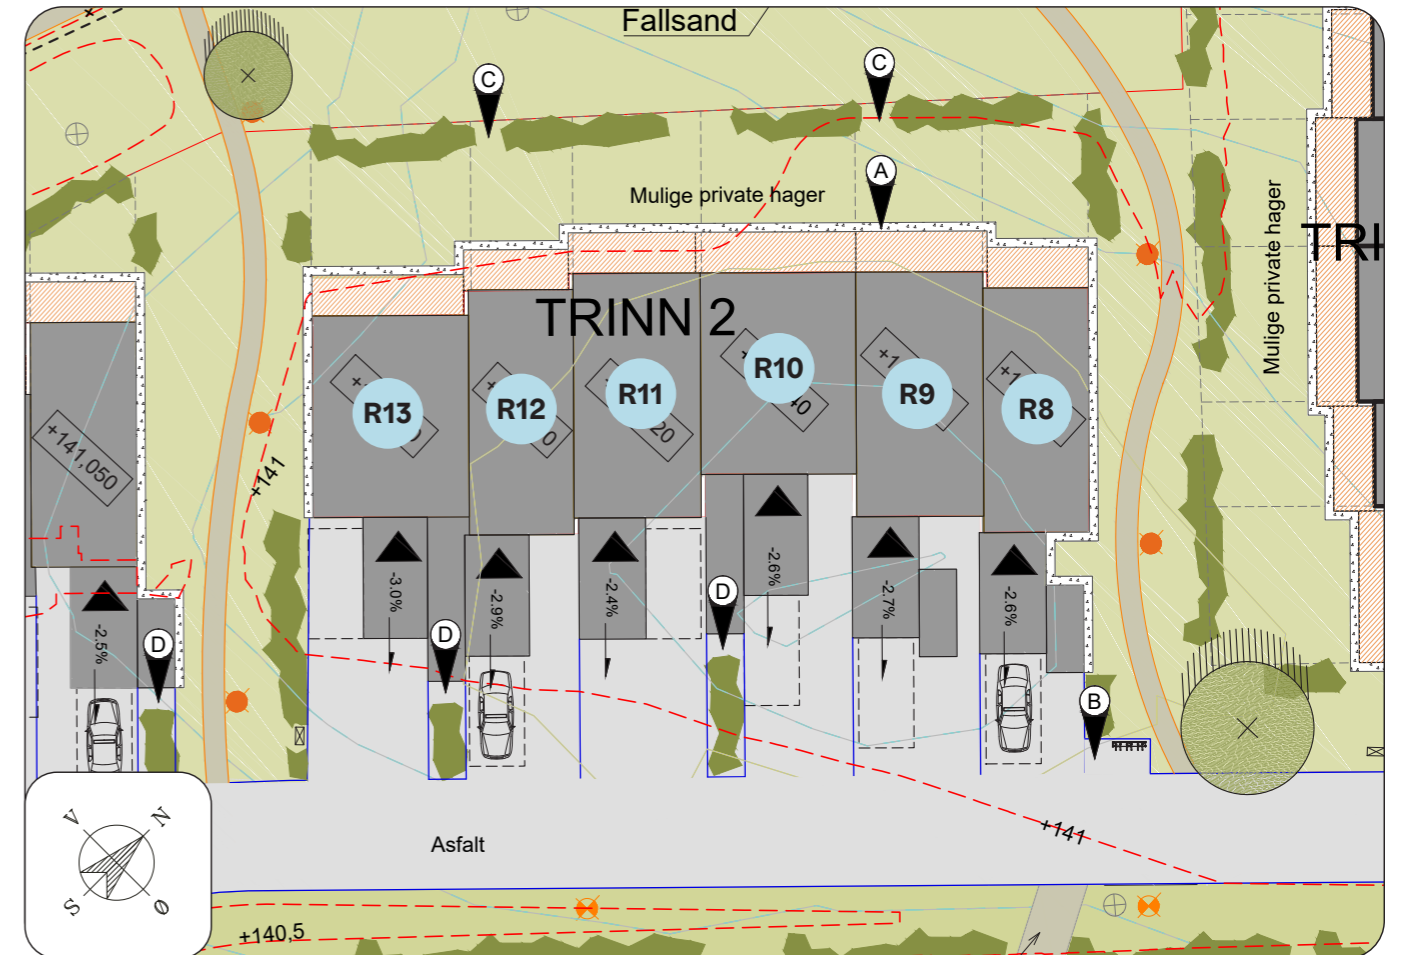 Fallsand
C
C
A
Mulige private hager
Mulige private hager
TRI
TRINN 2
R13
R12
R11
R10
R9
R8
+141,050
+141
-2.5%
-3.0%
-2.9%
-2.4%
-2.6%
-2.7%
-2.6%
D
D
D
B
V
N
S
Ø
Asfalt
+141
+140,5